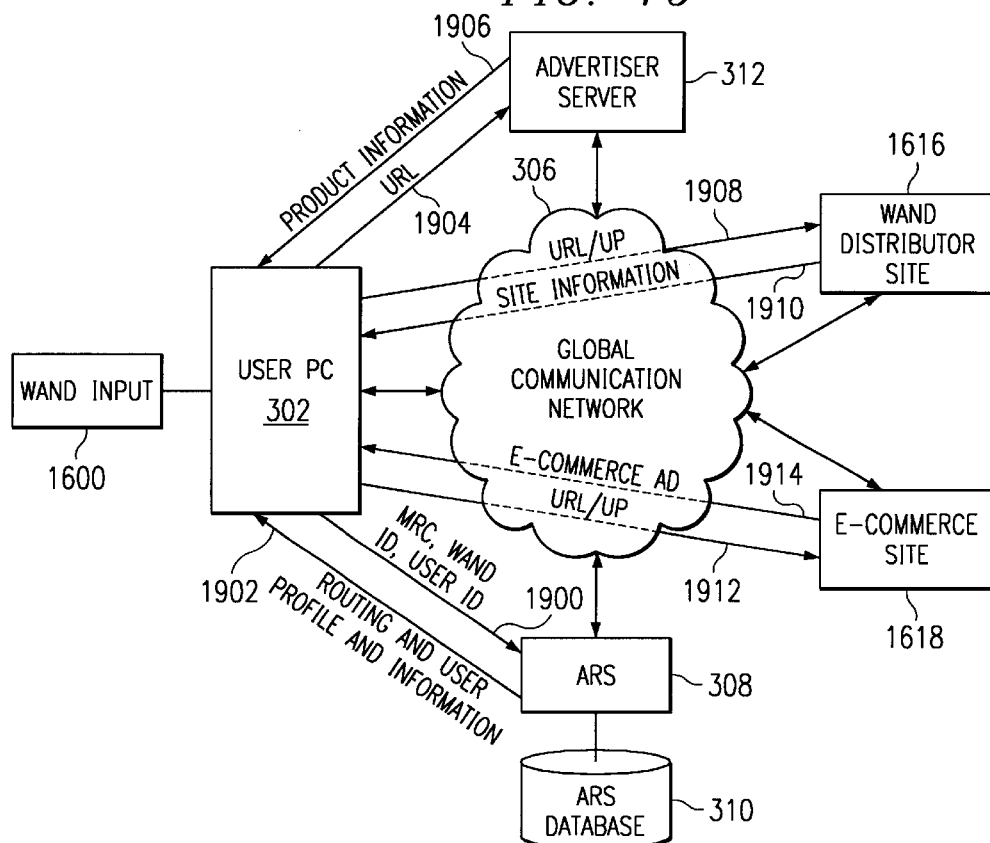 1906
ADVERTISER
SERVER
312
PRODUCT INFORMATION
URL
1904
306
1616
1908
WAND
DISTRIBUTOR
SITE
URL/UP
SITE INFORMATION
1910
USER PC
302
WAND INPUT
1600
GLOBAL
COMMUNICATION
NETWORK
E-COMMERCE AD
URL/UP
1914
1912
E-COMMERCE
SITE
1618
MRC, WAND
ID, USER ID
1902
1900
ROUTING AND USER
PROFILE AND INFORMATION
ARS
308
ARS
DATABASE
310